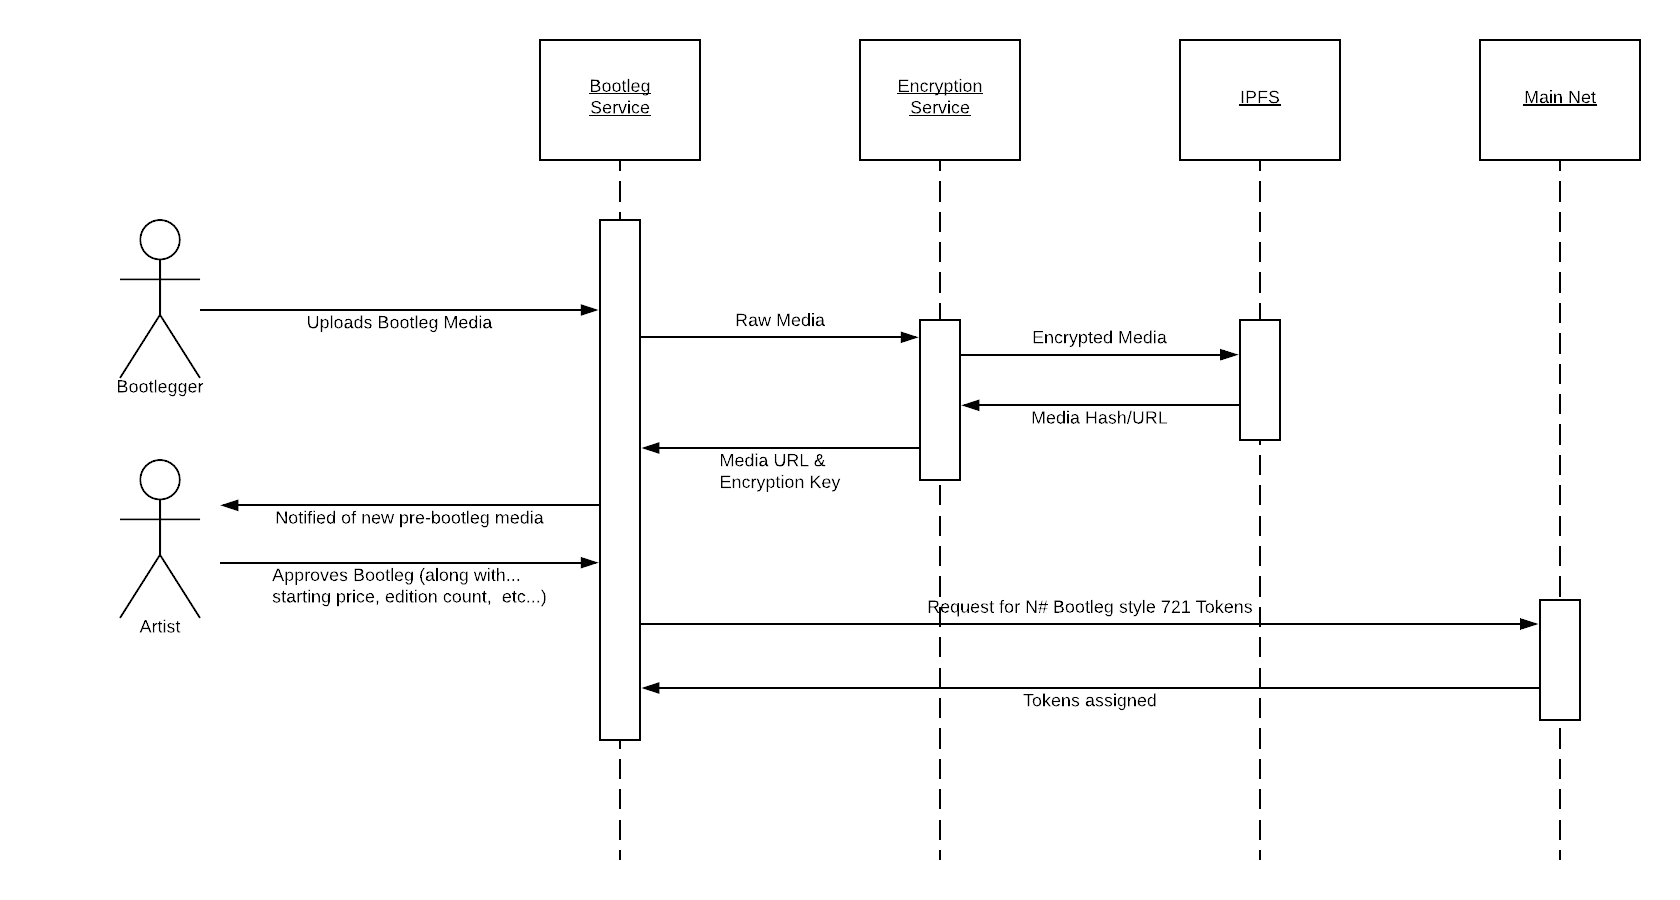 Bootleg
Service
Encryption
Service
IPFS
Main Net
Uploads Bootleg Media
Raw Media
Encrypted Media
Bootlegger
Media Hash/URL
Media URL &
Encryption Key
Notified of new pre-bootleg media
Approves Bootleg (along with...
starting price, edition count,  etc...)
Artist
Request for N# Bootleg style 721 Tokens
Tokens assigned